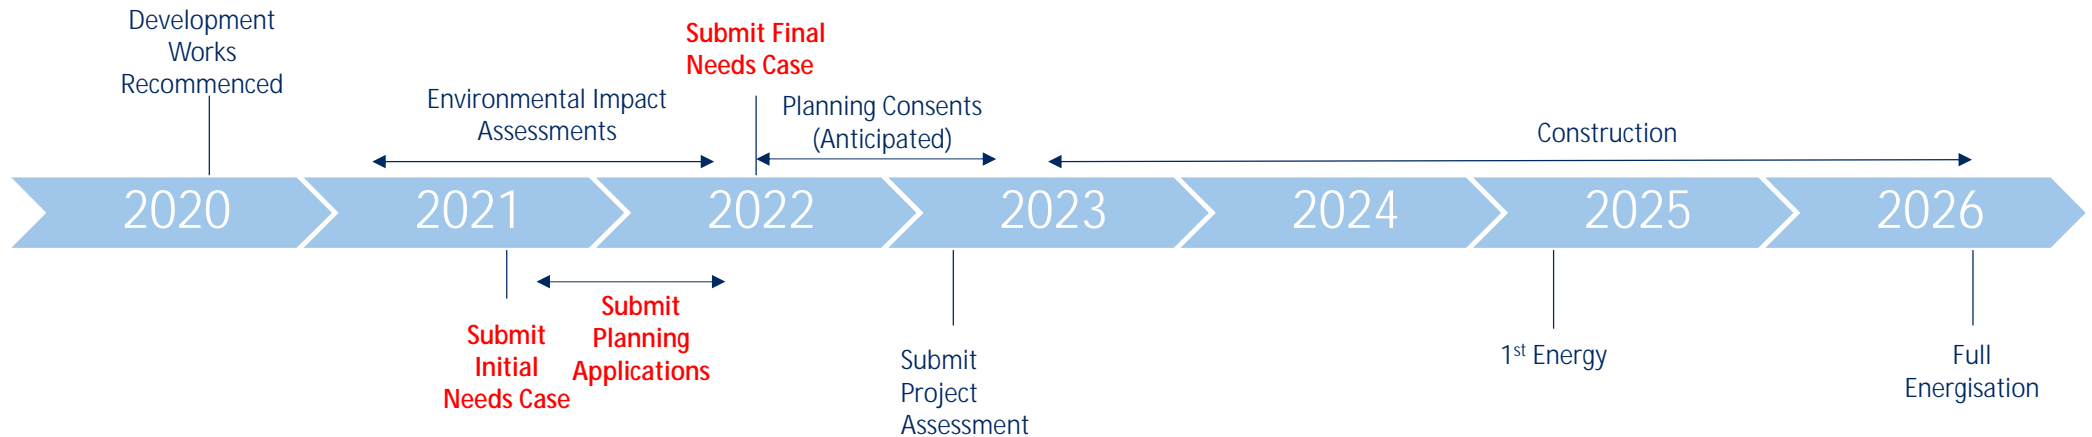 Development
Works
Recommenced
Environmental Impact
Assessments
Submit Final
Needs Case
Planning Consents
(Anticipated)
Construction
2020
2021
2022
2023
2024
2025
2026
Submit
Initial
Needs Case
Submit
Planning
Applications
Submit
Project
Assessment
1st Energy
Full
Energisation